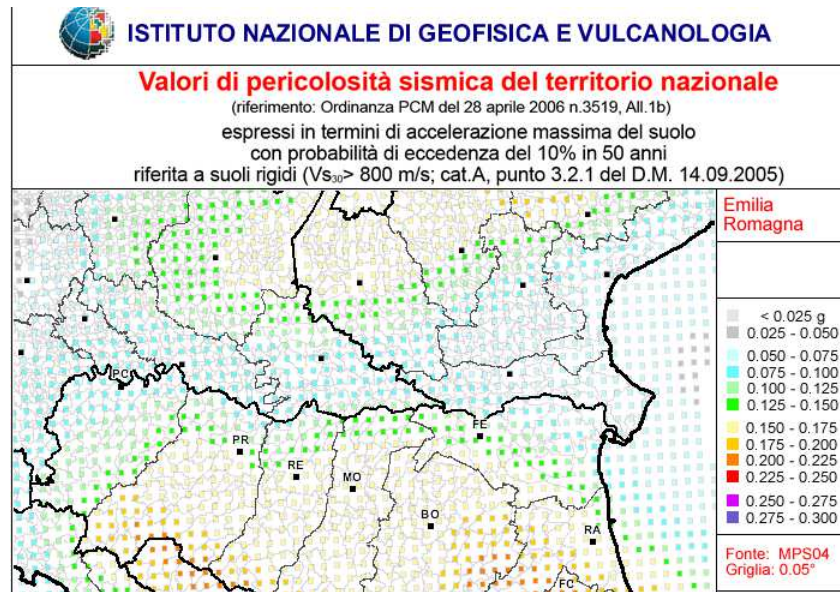 ISTITUTO NAZIONALE DI GEOFISICA E VULCANOLOGIA
Valori di pericolosità sismica del territorio nazionale
(riferimento: Ordinanza PCM del 28 aprile 2006 n.3519, All.1b)
espressi in termini di accelerazione massima del suolo
con probabilità di eccedenza del 10% in 50 anni
riferita a suoli rigidi (Vs₃₀> 800 m/s; cat.A, punto 3.2.1 del D.M. 14.09.2005)
Emilia
Romagna
< 0.025 g
0.025 - 0.050
0.050 - 0.075
0.075 - 0.100
0.100 - 0.125
0.125 - 0.150
0.150 - 0.175
0.175 - 0.200
0.200 - 0.225
0.225 - 0.250
0.250 - 0.275
0.275 - 0.300
Fonte: MPS04
Griglia: 0.05°
PC
PR
RE
MO
FE
BO
RA
FC